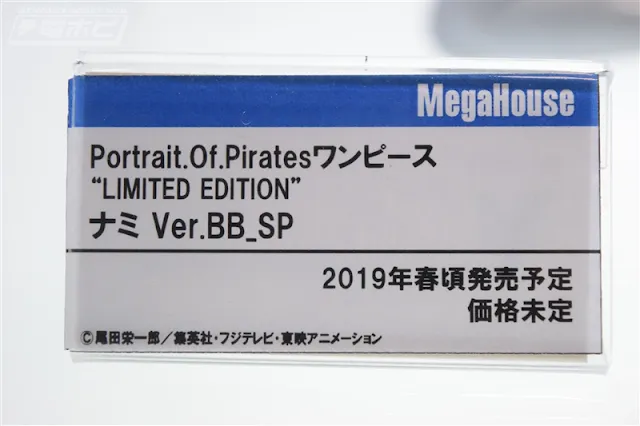 電ホビ
MegaHouse
Portrait.Of.Piratesワンピース
“LIMITED EDITION”
ナミ Ver.BB_SP
2019年春頃発売予定
価格未定
©尾田栄一郎／集英社・フジテレビ・東映アニメーション